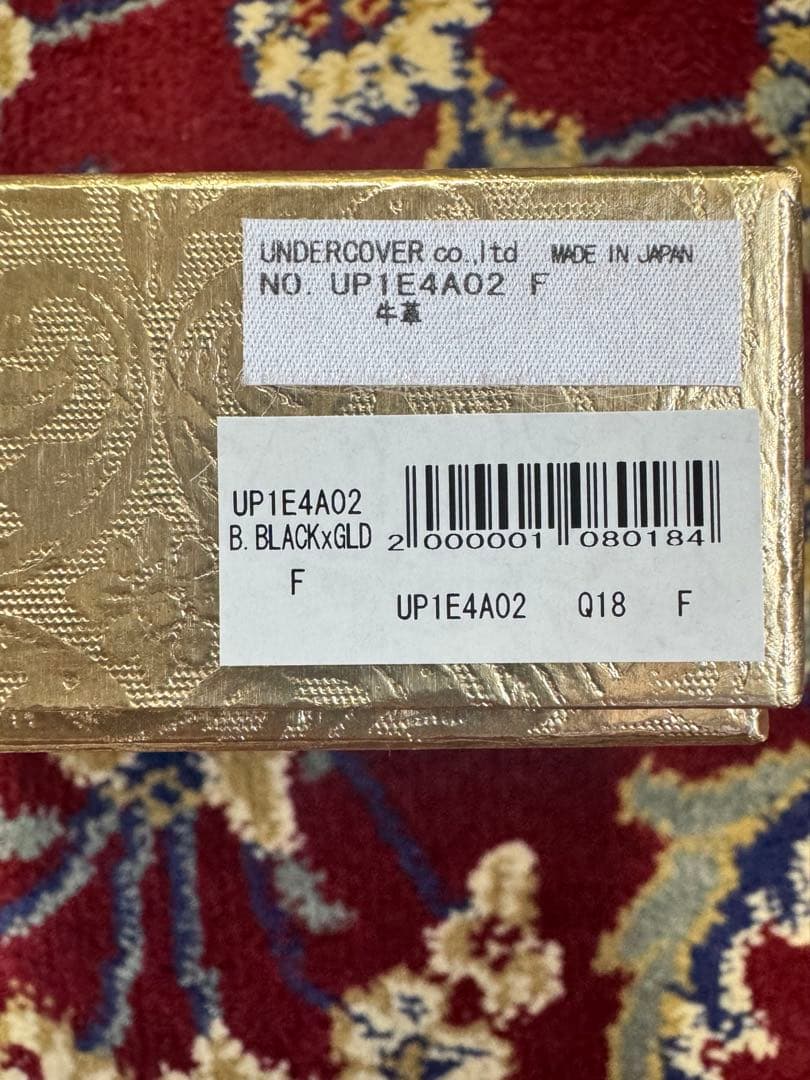 UNDERCOVER co.,ltd MADE IN JAPAN
NO. UP1E4A02 F
牛革
UP1E4A02
B. BLACKxGLD
F
2 000001 080184
UP1E4A02 Q18 F